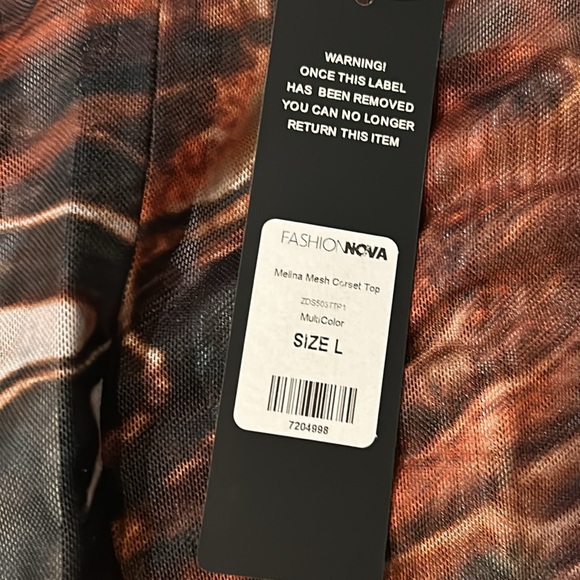 WARNING!
ONCE THIS LABEL
HAS BEEN REMOVED
YOU CAN NO LONGER
RETURN THIS ITEM
FASHIONNOVA
Melina Mesh Corset Top
ZDS5037TP1
MultiColor
SIZE L
7204998